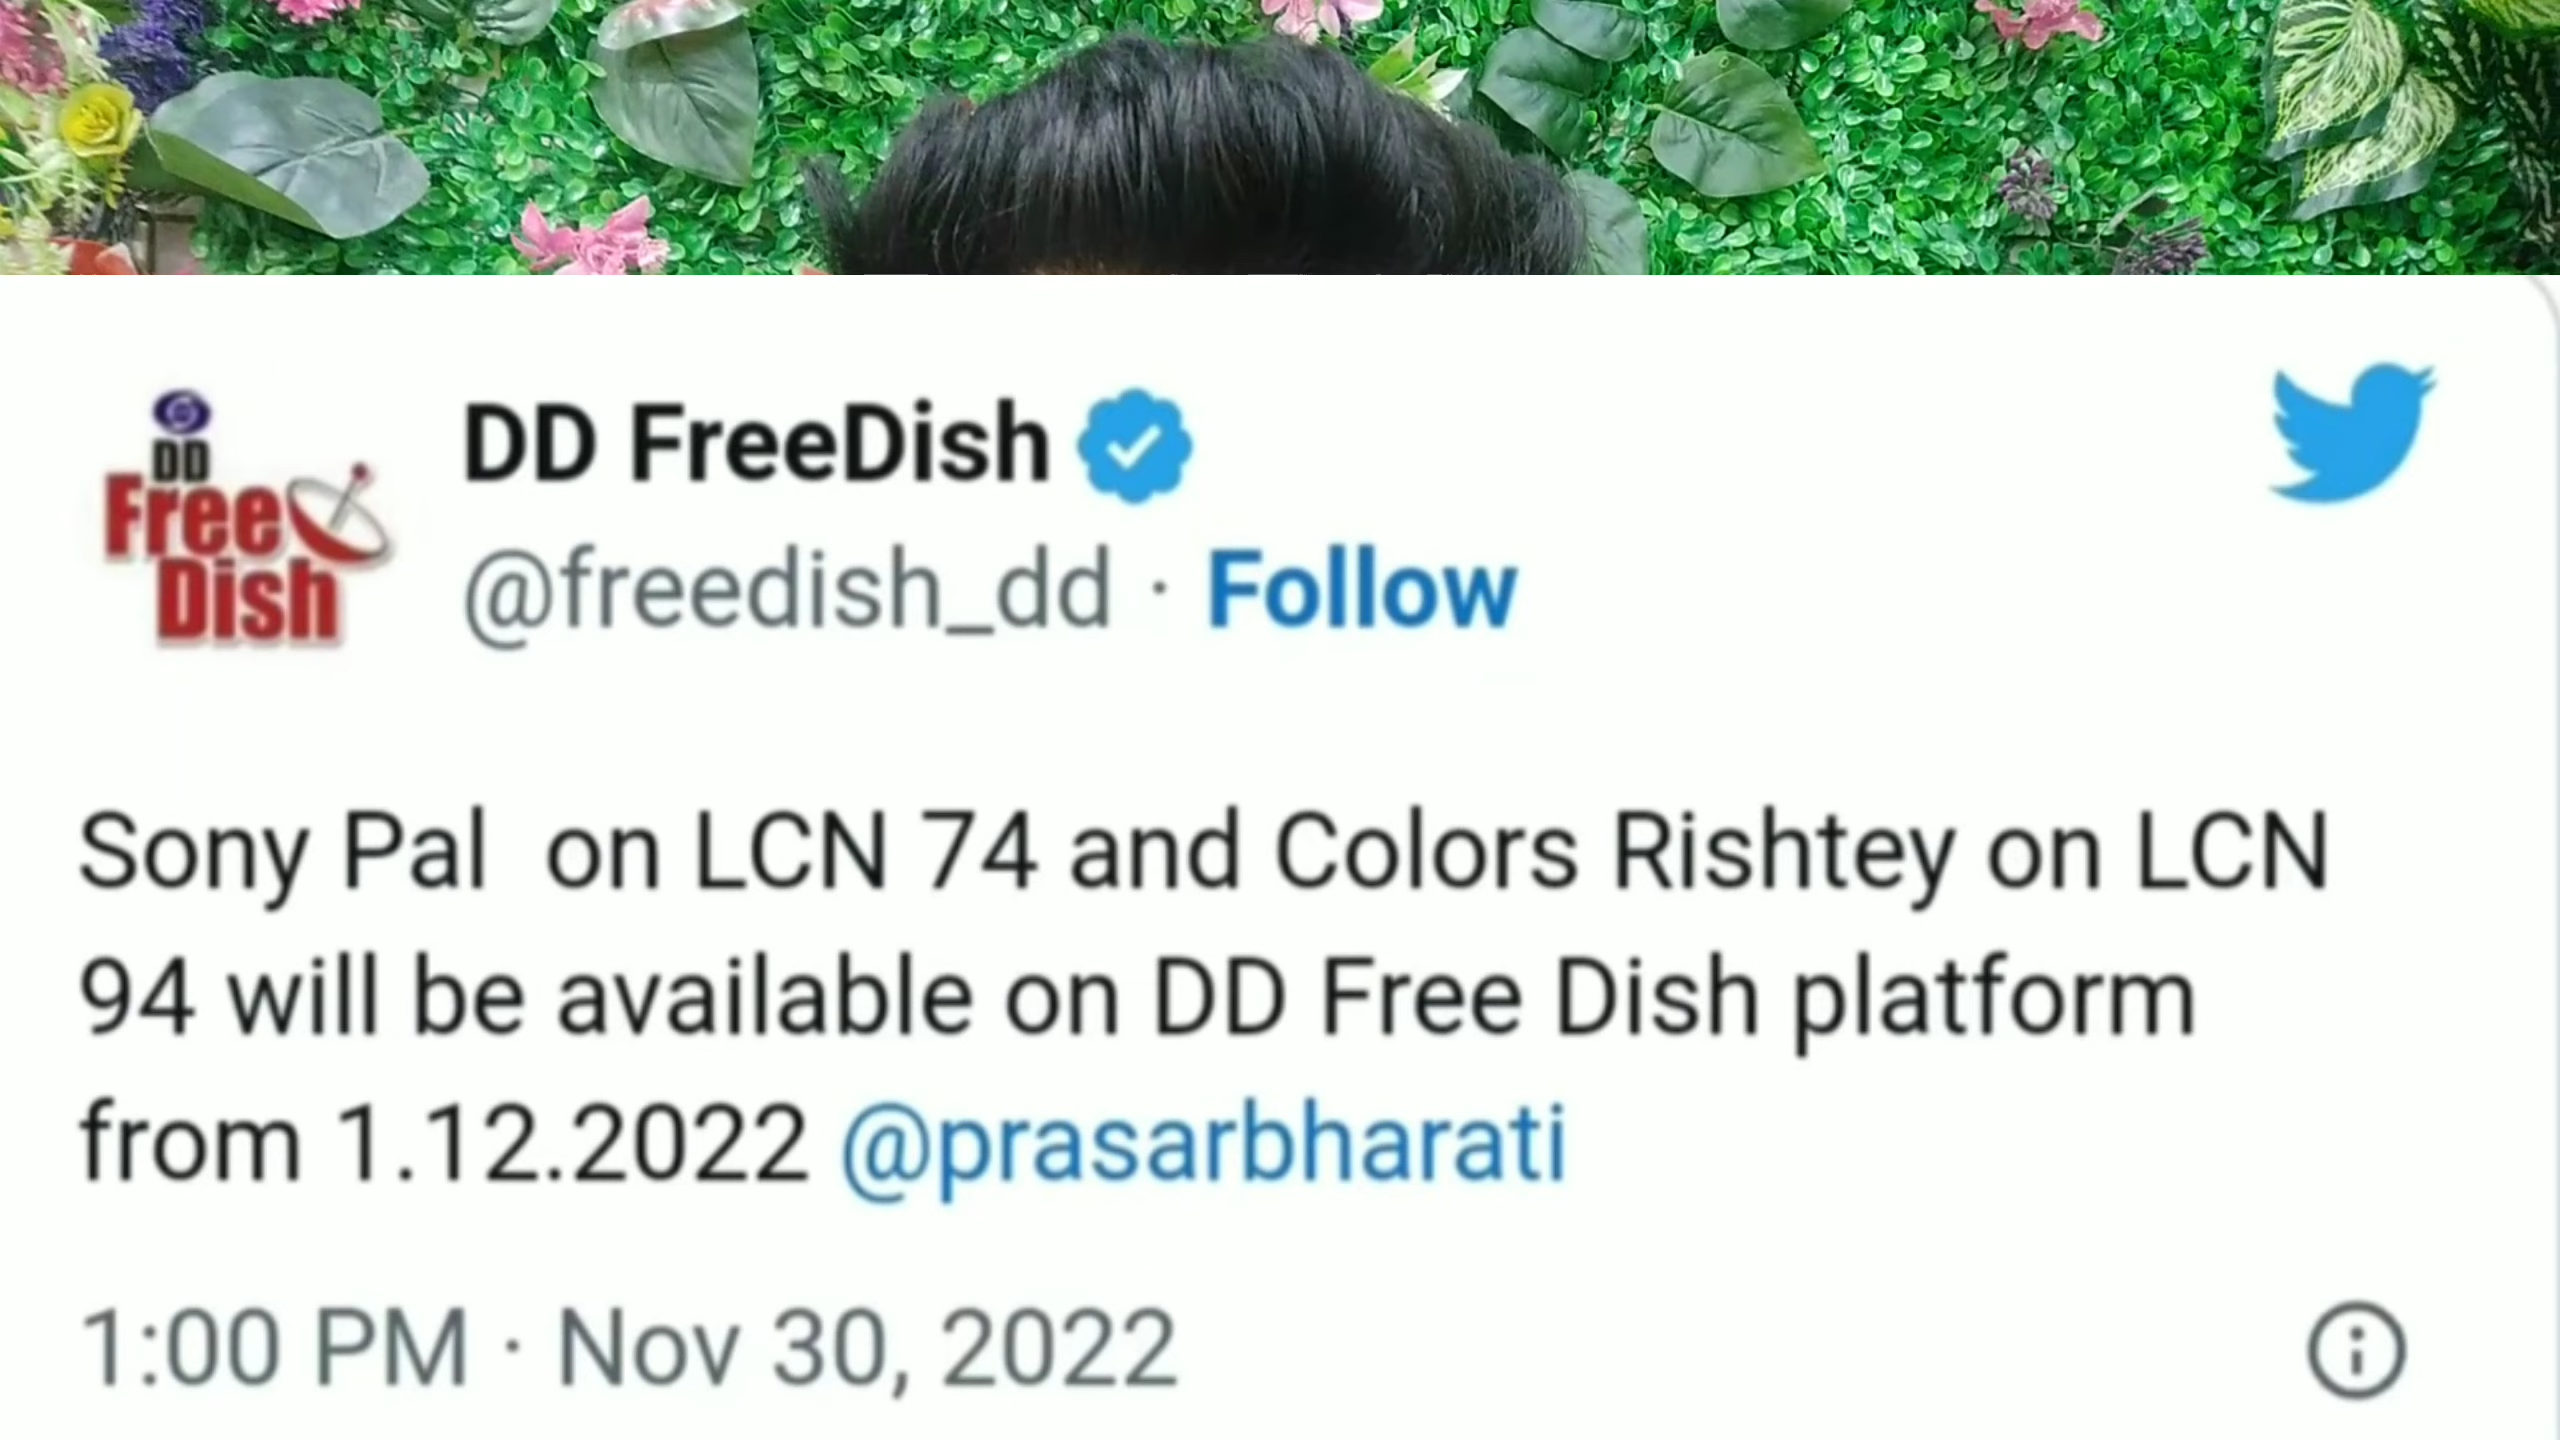 DD
Free
Dish
DD FreeDish
@freedish_dd · Follow
Sony Pal on LCN 74 and Colors Rishtey on LCN
94 will be available on DD Free Dish platform
from 1.12.2022 @prasarbharati
1:00 PM · Nov 30, 2022